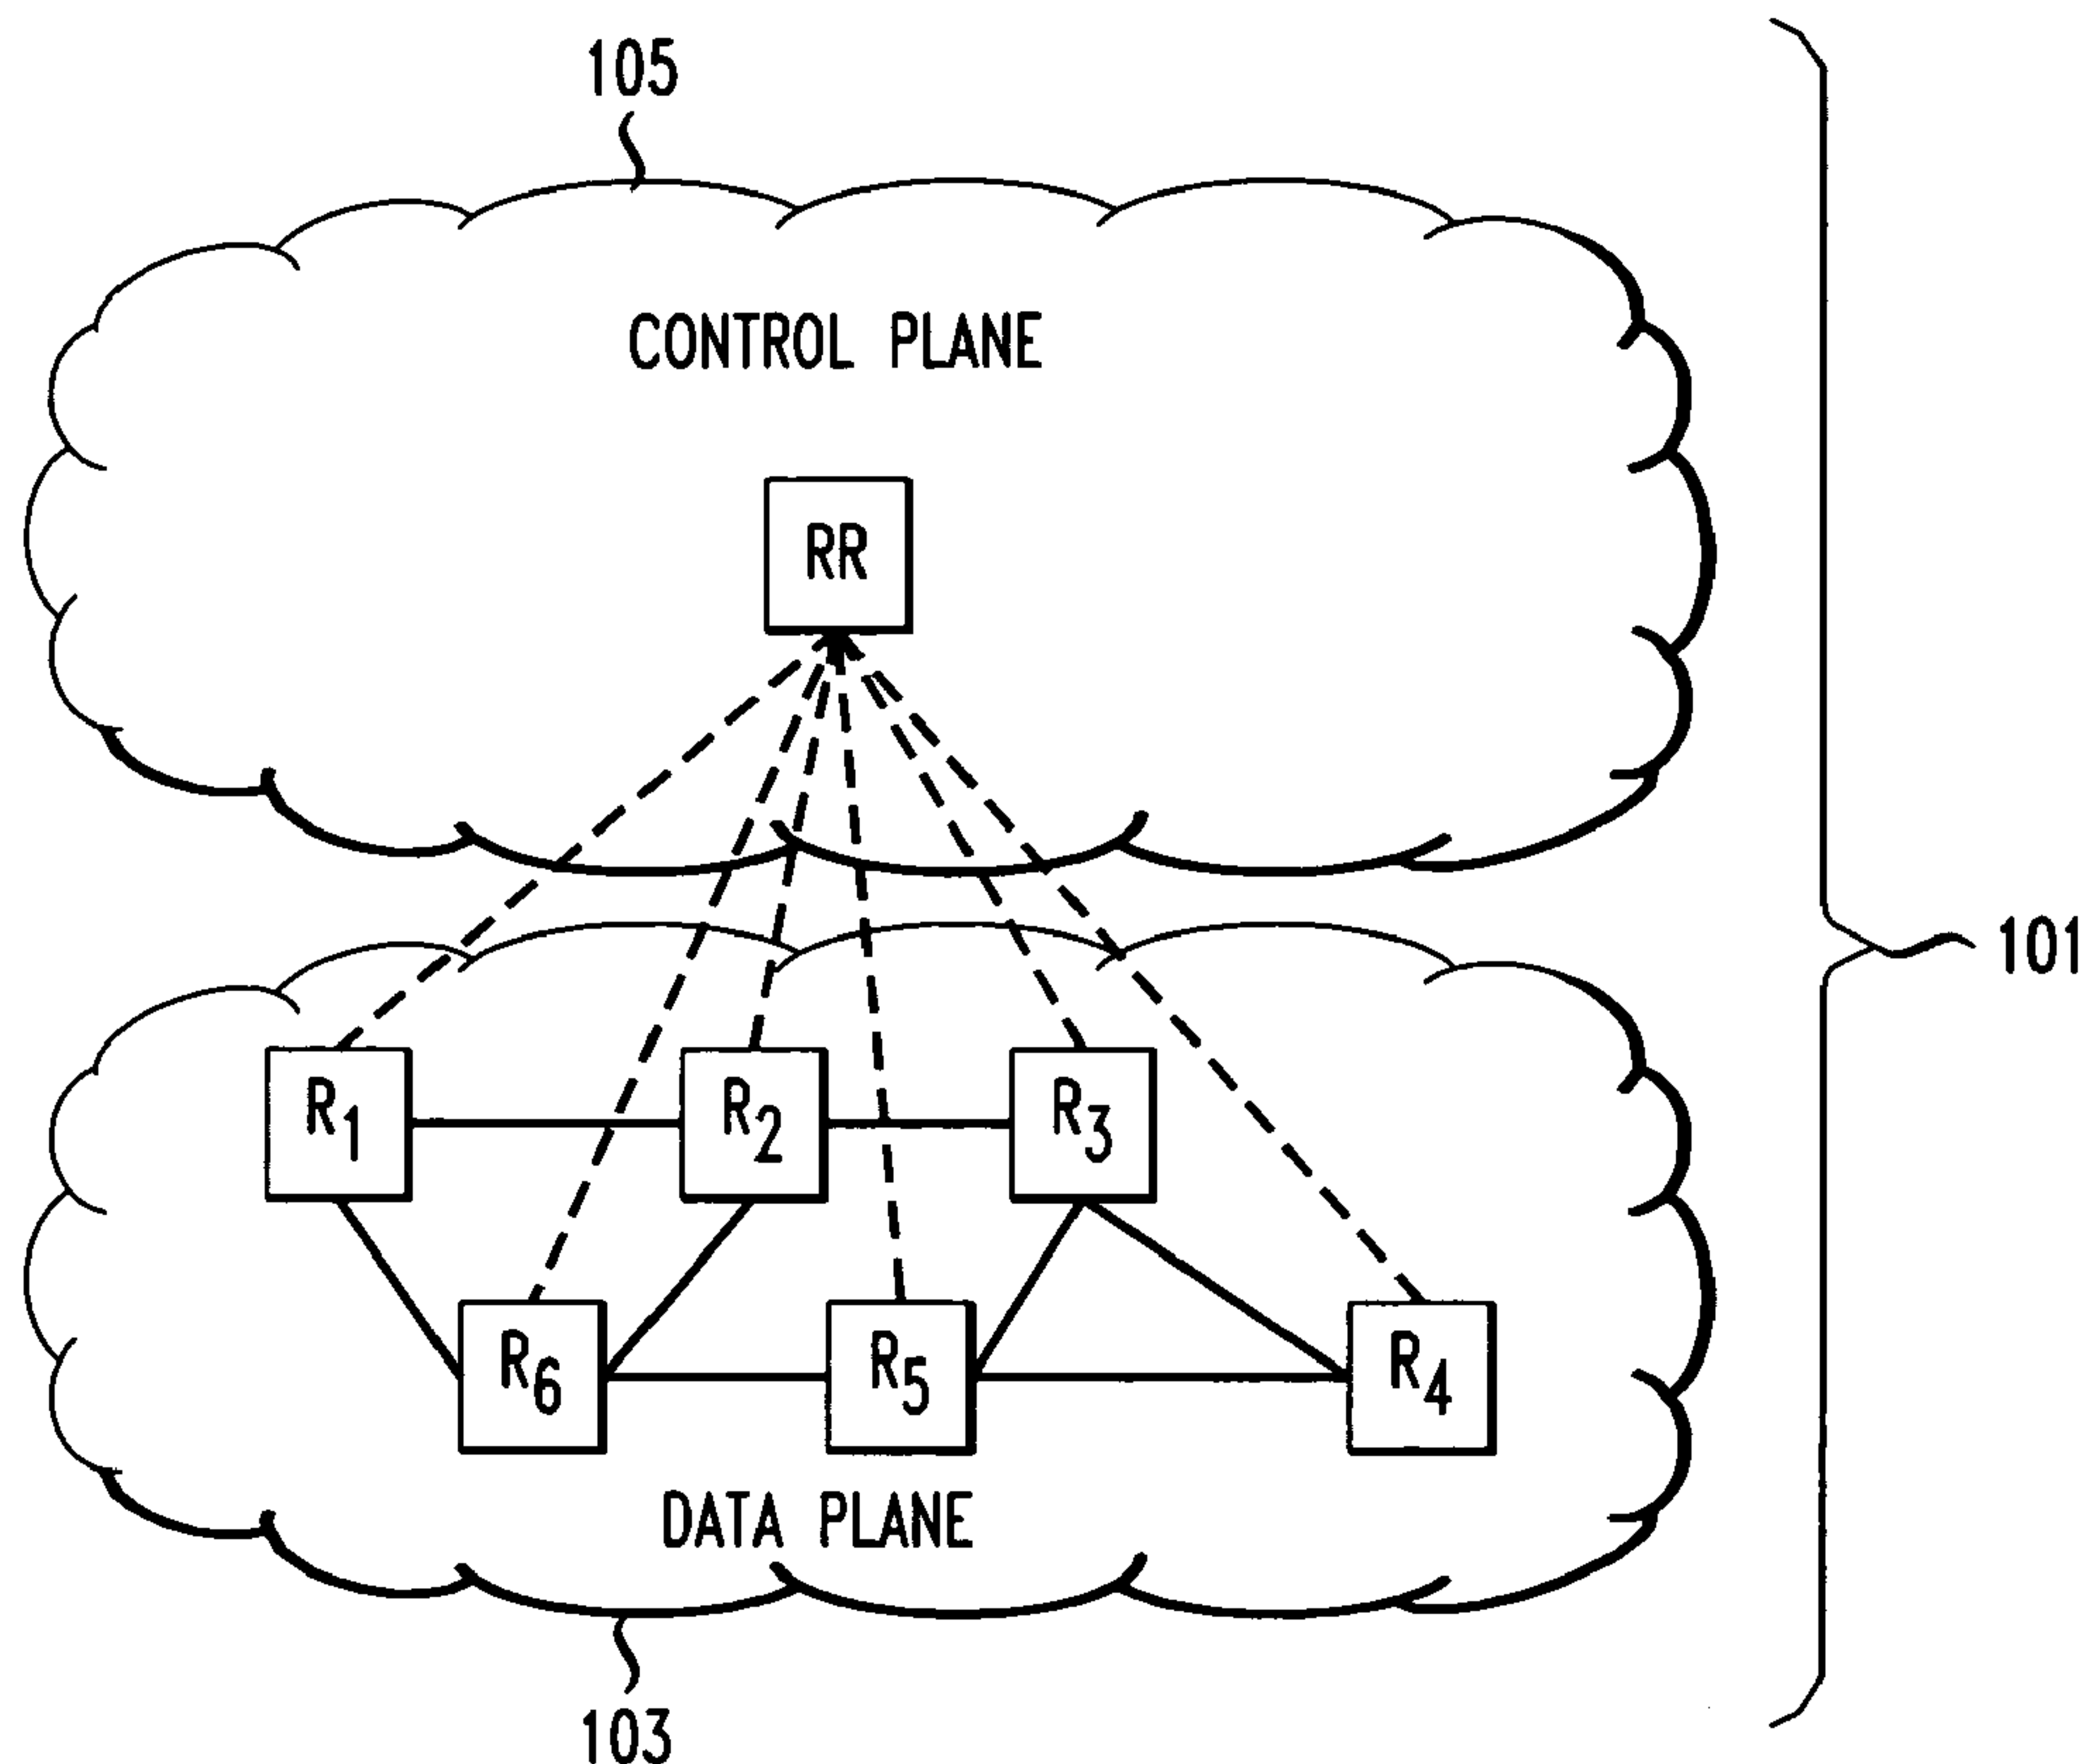 105
CONTROL PLANE
RR
101
R1
R2
R3
R6
R5
R4
DATA PLANE
103